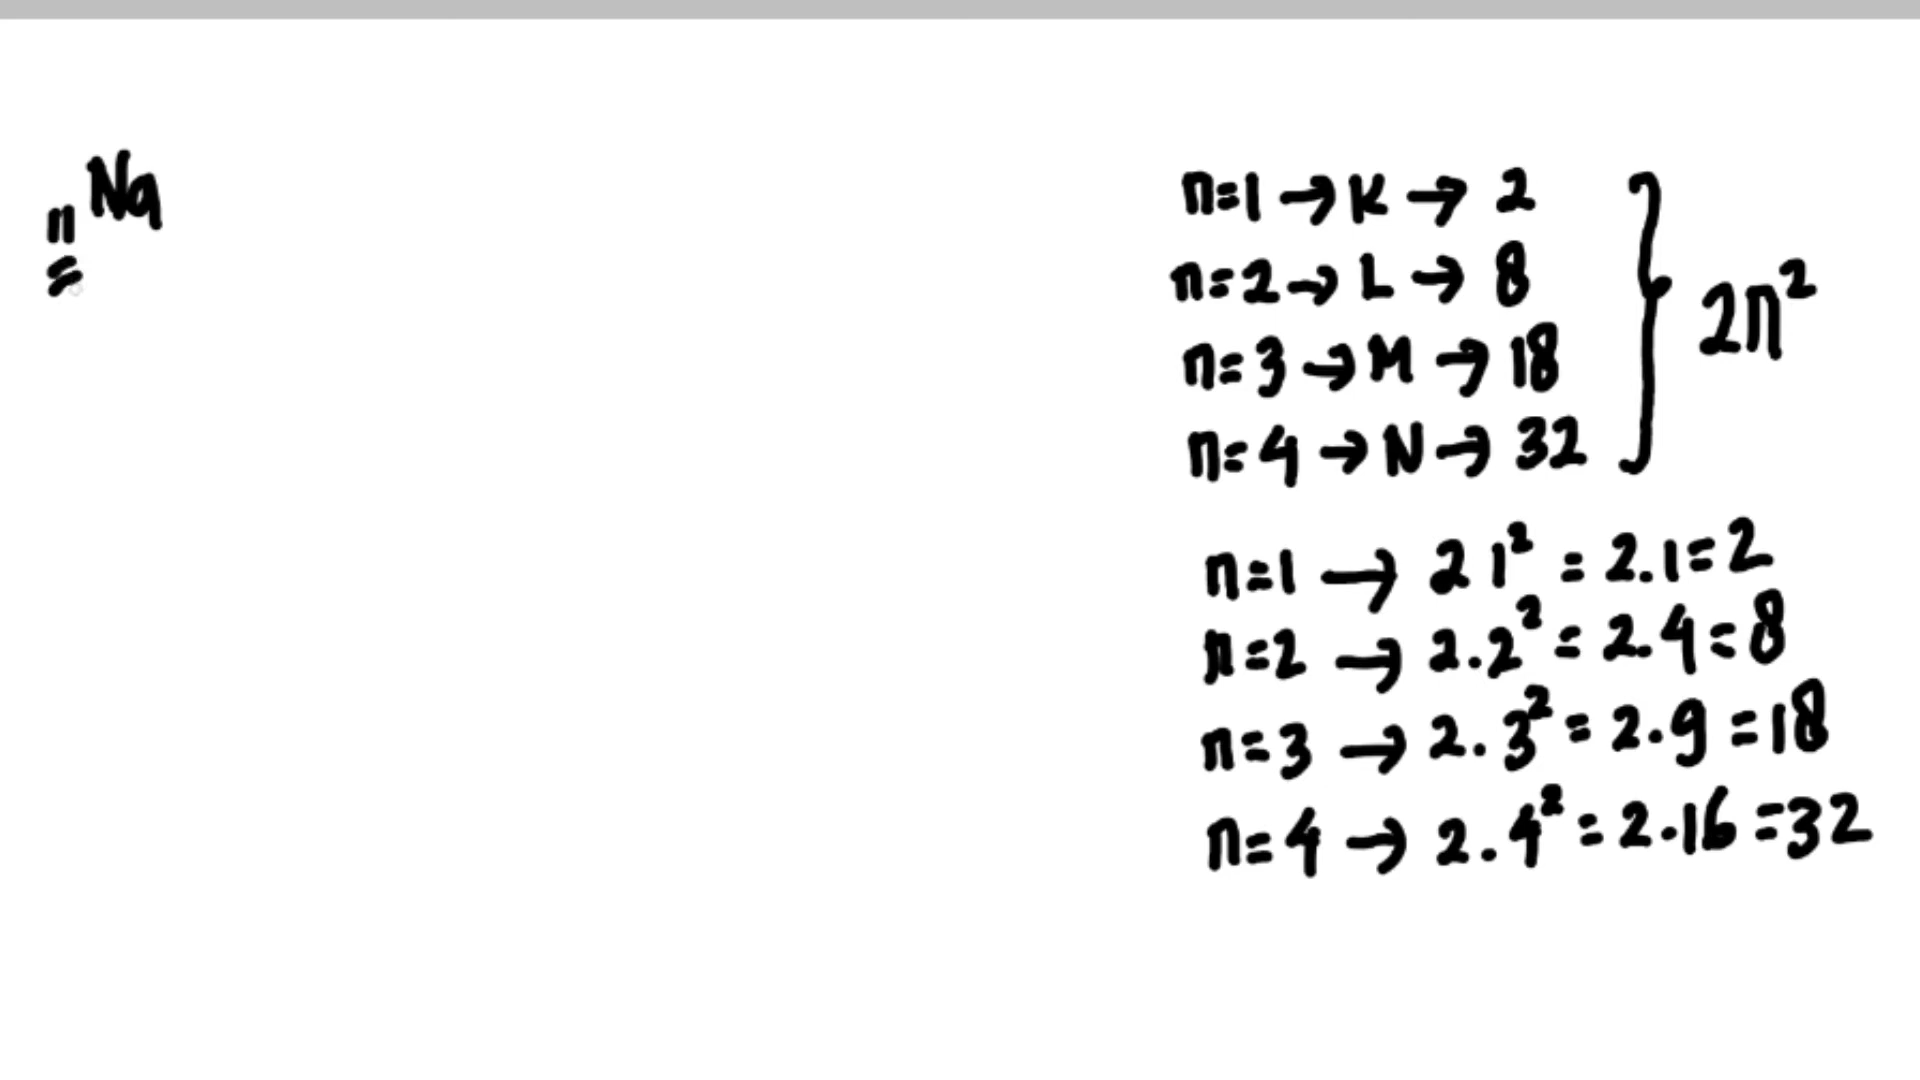 11Na
=
n=1 → K → 2
n=2 → L → 8
n=3 → M → 18
n=4 → N → 32
} 2n²
n=1 → 2 1² = 2.1=2
n=2 → 2.2² = 2.4=8
n=3 → 2.3² = 2.9=18
n=4 → 2.4² = 2.16=32